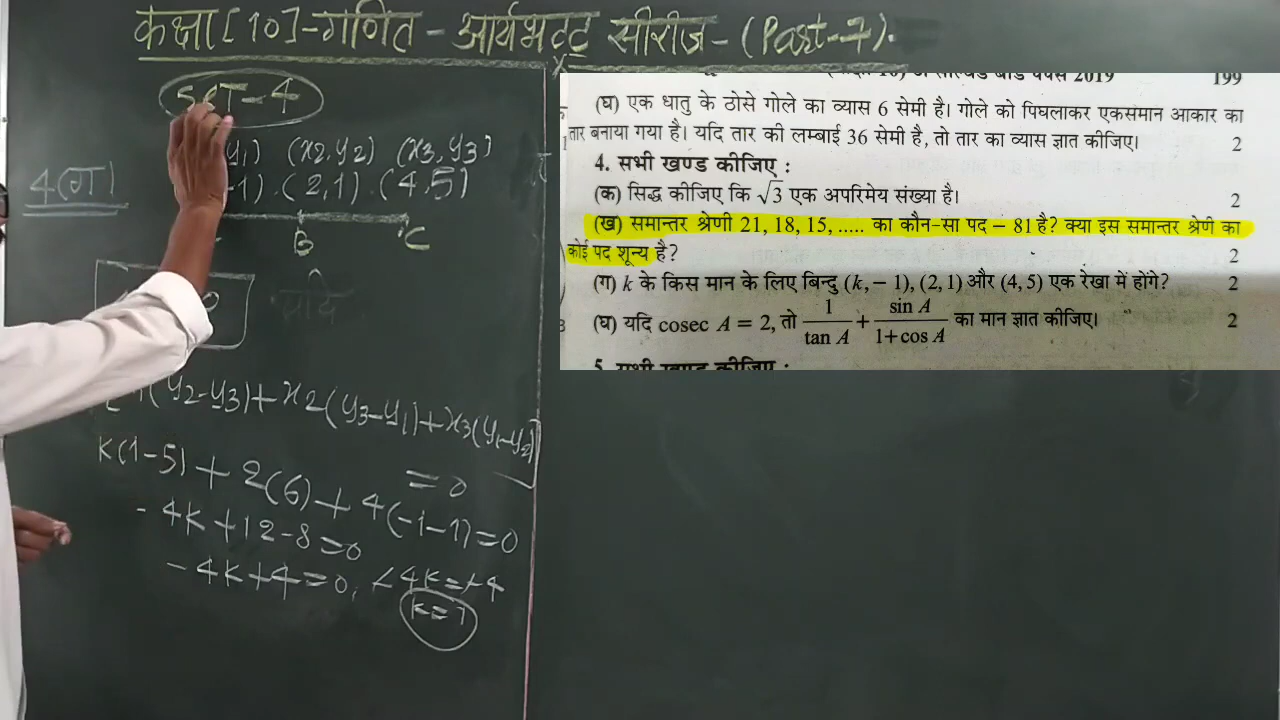 कक्षा [10]-गणित - आर्यभट्ट सीरीज - (Part-7).
SET-4
4(ग)
y1) (x2,y2) (x3,y3)
-1) . (2,1) . (4,5)
B C
यदि
(y2-y3)+x2(y3-y1)+x3(y1-y2)
= 0
k(1-5) + 2(6) + 4(-1-1)=0
-4k+12-8=0
-4k+4=0, -4k=-4
k=1
199
(घ) एक धातु के ठोसे गोले का व्यास 6 सेमी है। गोले को पिघलाकर एकसमान आकार का
तार बनाया गया है। यदि तार की लम्बाई 36 सेमी है, तो तार का व्यास ज्ञात कीजिए। 2
4. सभी खण्ड कीजिए :
(क) सिद्ध कीजिए कि √3 एक अपरिमेय संख्या है। 2
(ख) समान्तर श्रेणी 21, 18, 15, ..... का कौन-सा पद – 81 है? क्या इस समान्तर श्रेणी का
कोई पद शून्य है? 2
(ग) k के किस मान के लिए बिन्दु (k, – 1), (2, 1) और (4, 5) एक रेखा में होंगे? 2
(घ) यदि cosec A = 2, तो 1/tan A + sin A/1+cos A का मान ज्ञात कीजिए। 2
5. सभी खण्ड कीजिए :